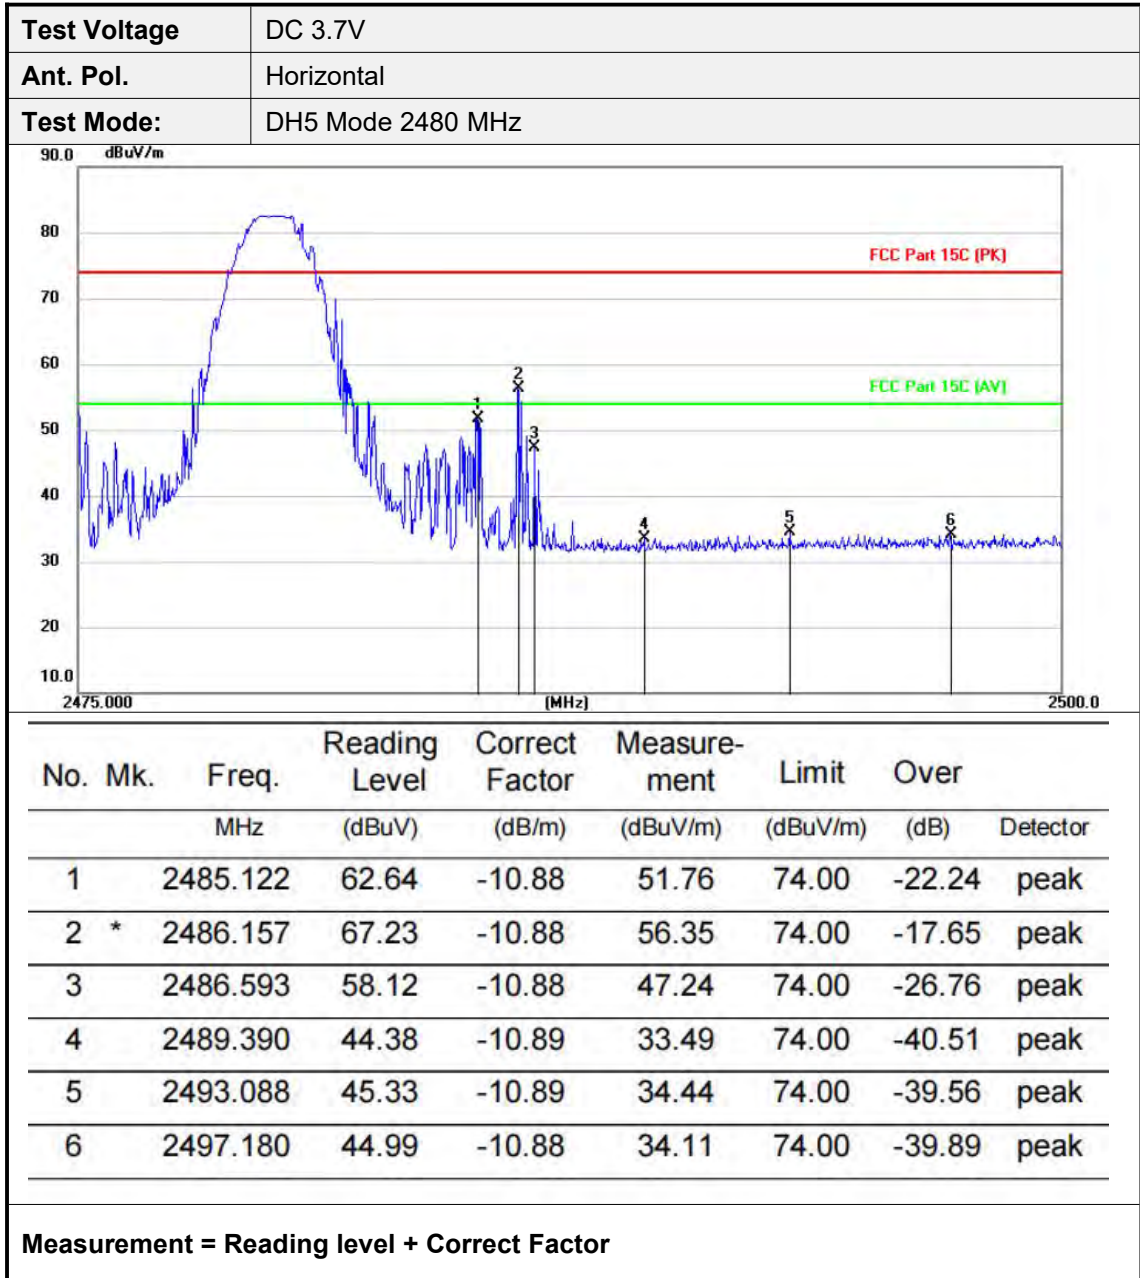 Test Voltage DC 3.7V
Ant. Pol. Horizontal
Test Mode: DH5 Mode 2480 MHz
90.0 dBuV/m
80
FCC Part 15C (PK)
70
60
2
FCC Part 15C (AV)
1
50
3
40
4 5 6
30
20
10.0
2475.000 (MHz) 2500.0
No. Mk. Freq. Reading Level Correct Factor Measure-ment Limit Over
MHz (dBuV) (dB/m) (dBuV/m) (dBuV/m) (dB) Detector
1 2485.122 62.64 -10.88 51.76 74.00 -22.24 peak
2 * 2486.157 67.23 -10.88 56.35 74.00 -17.65 peak
3 2486.593 58.12 -10.88 47.24 74.00 -26.76 peak
4 2489.390 44.38 -10.89 33.49 74.00 -40.51 peak
5 2493.088 45.33 -10.89 34.44 74.00 -39.56 peak
6 2497.180 44.99 -10.88 34.11 74.00 -39.89 peak
Measurement = Reading level + Correct Factor